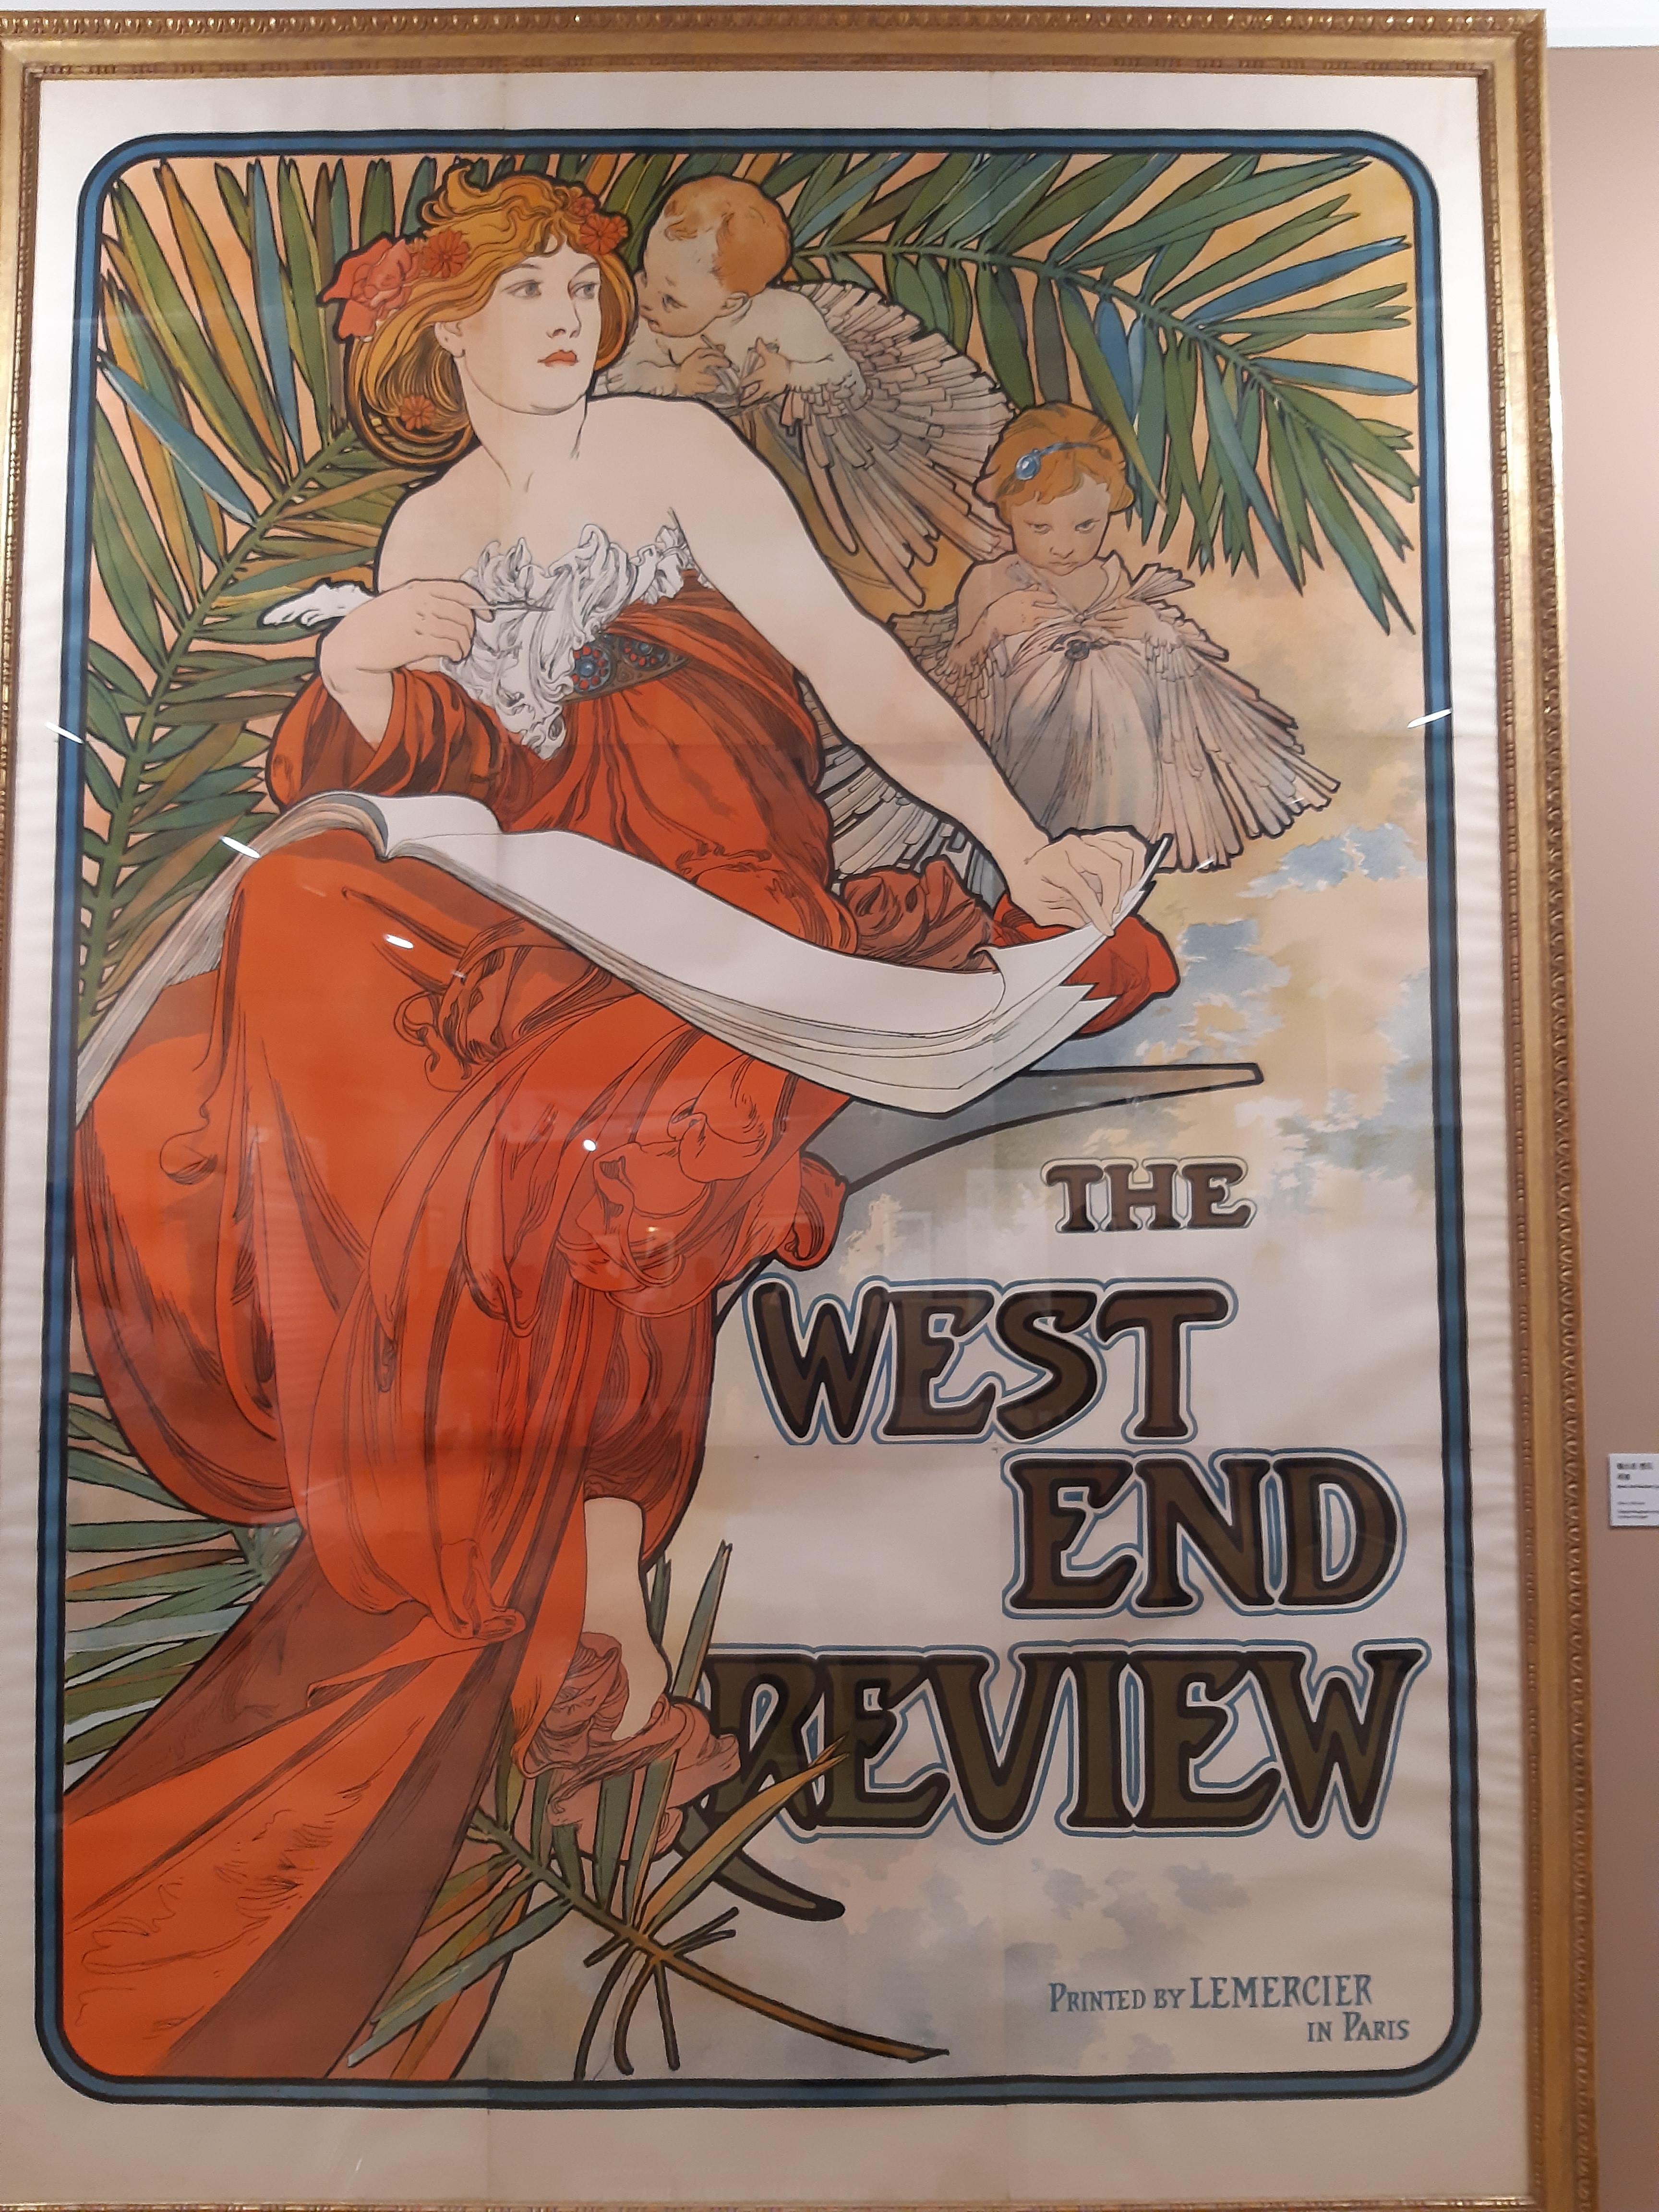 THE
WEST
END
REVIEW
PRINTED BY LEMERCIER
IN PARIS